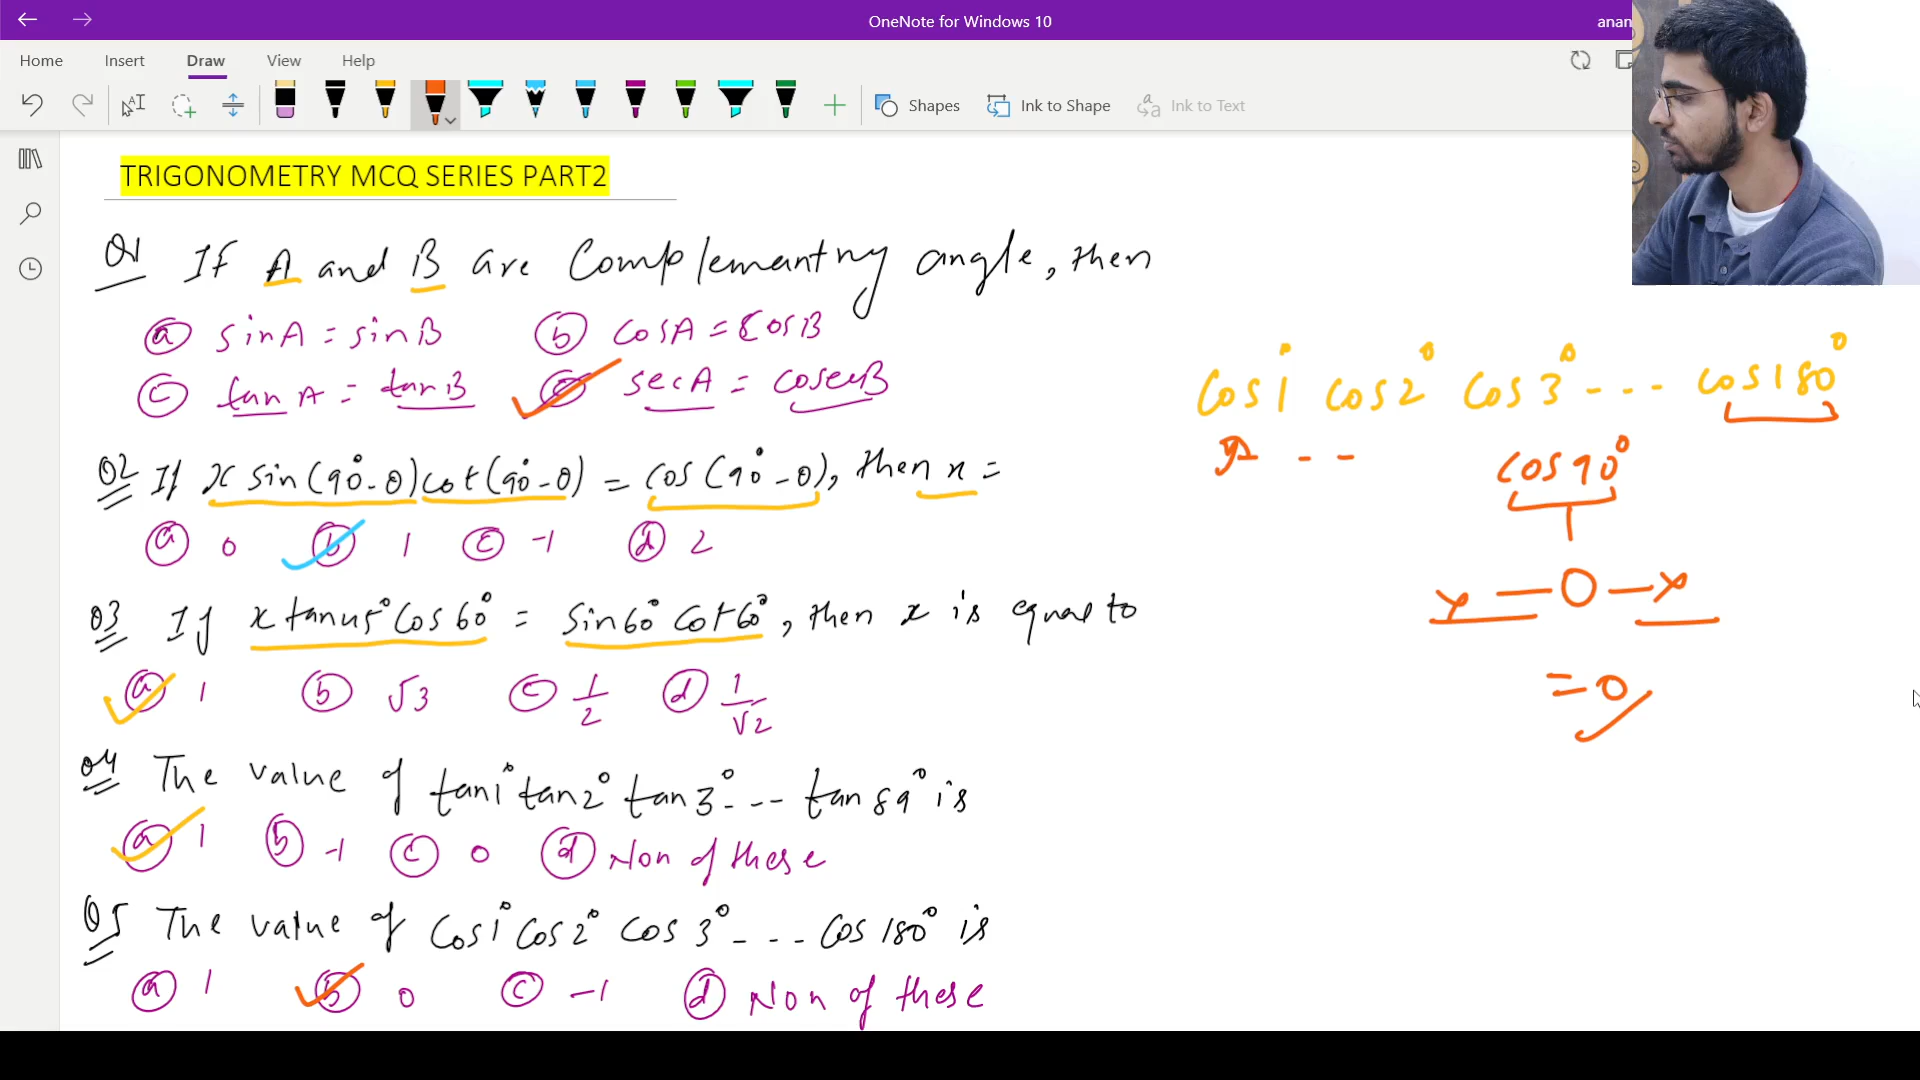 OneNote for Windows 10
anan
Home Insert Draw View Help
Shapes Ink to Shape Ink to Text
TRIGONOMETRY MCQ SERIES PART2
Q1 If A and B are Complementry angle, then
(a) sinA = sinB (b) cosA = cosB
(c) tanA = tanB secA = cosecB
Q2 If x sin(90°-θ) cot(90°-θ) = cos(90°-θ), then x =
(a) 0 (b) 1 (c) -1 (d) 2
Q3 If x tan45° Cos60° = Sin60° Cot60°, then x is equal to
(a) 1 (b) √3 (c) 1/2 (d) 1/√2
Q4 The value of tan1° tan2° tan3° --- tan89° is
(a) 1 (b) -1 (c) 0 (d) Non of these
Q5 The value of Cos1° Cos2° Cos3° ---- Cos180° is
(a) 1 (b) 0 (c) -1 (d) Non of these
Cos1° cos2° Cos3° --- cos180°
-- cos90°
x — 0 — x
= 0